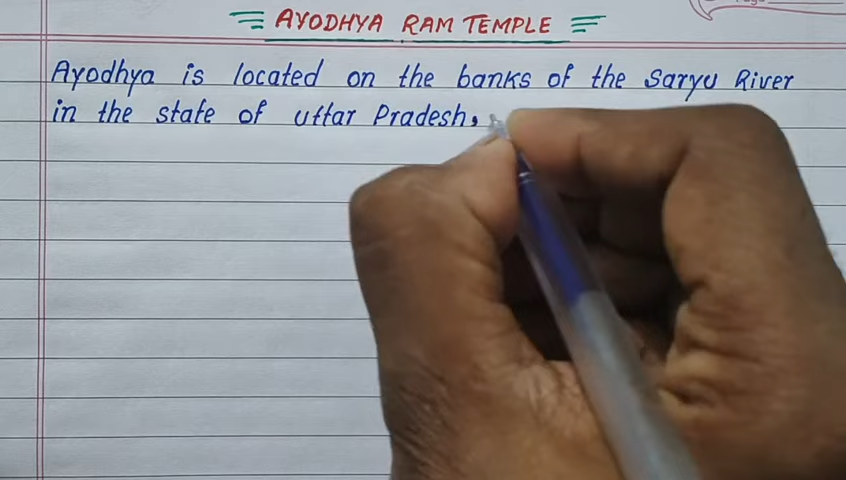 AYODHYA RAM TEMPLE
Ayodhya is located on the banks of the Saryu River
in the state of uttar Pradesh,